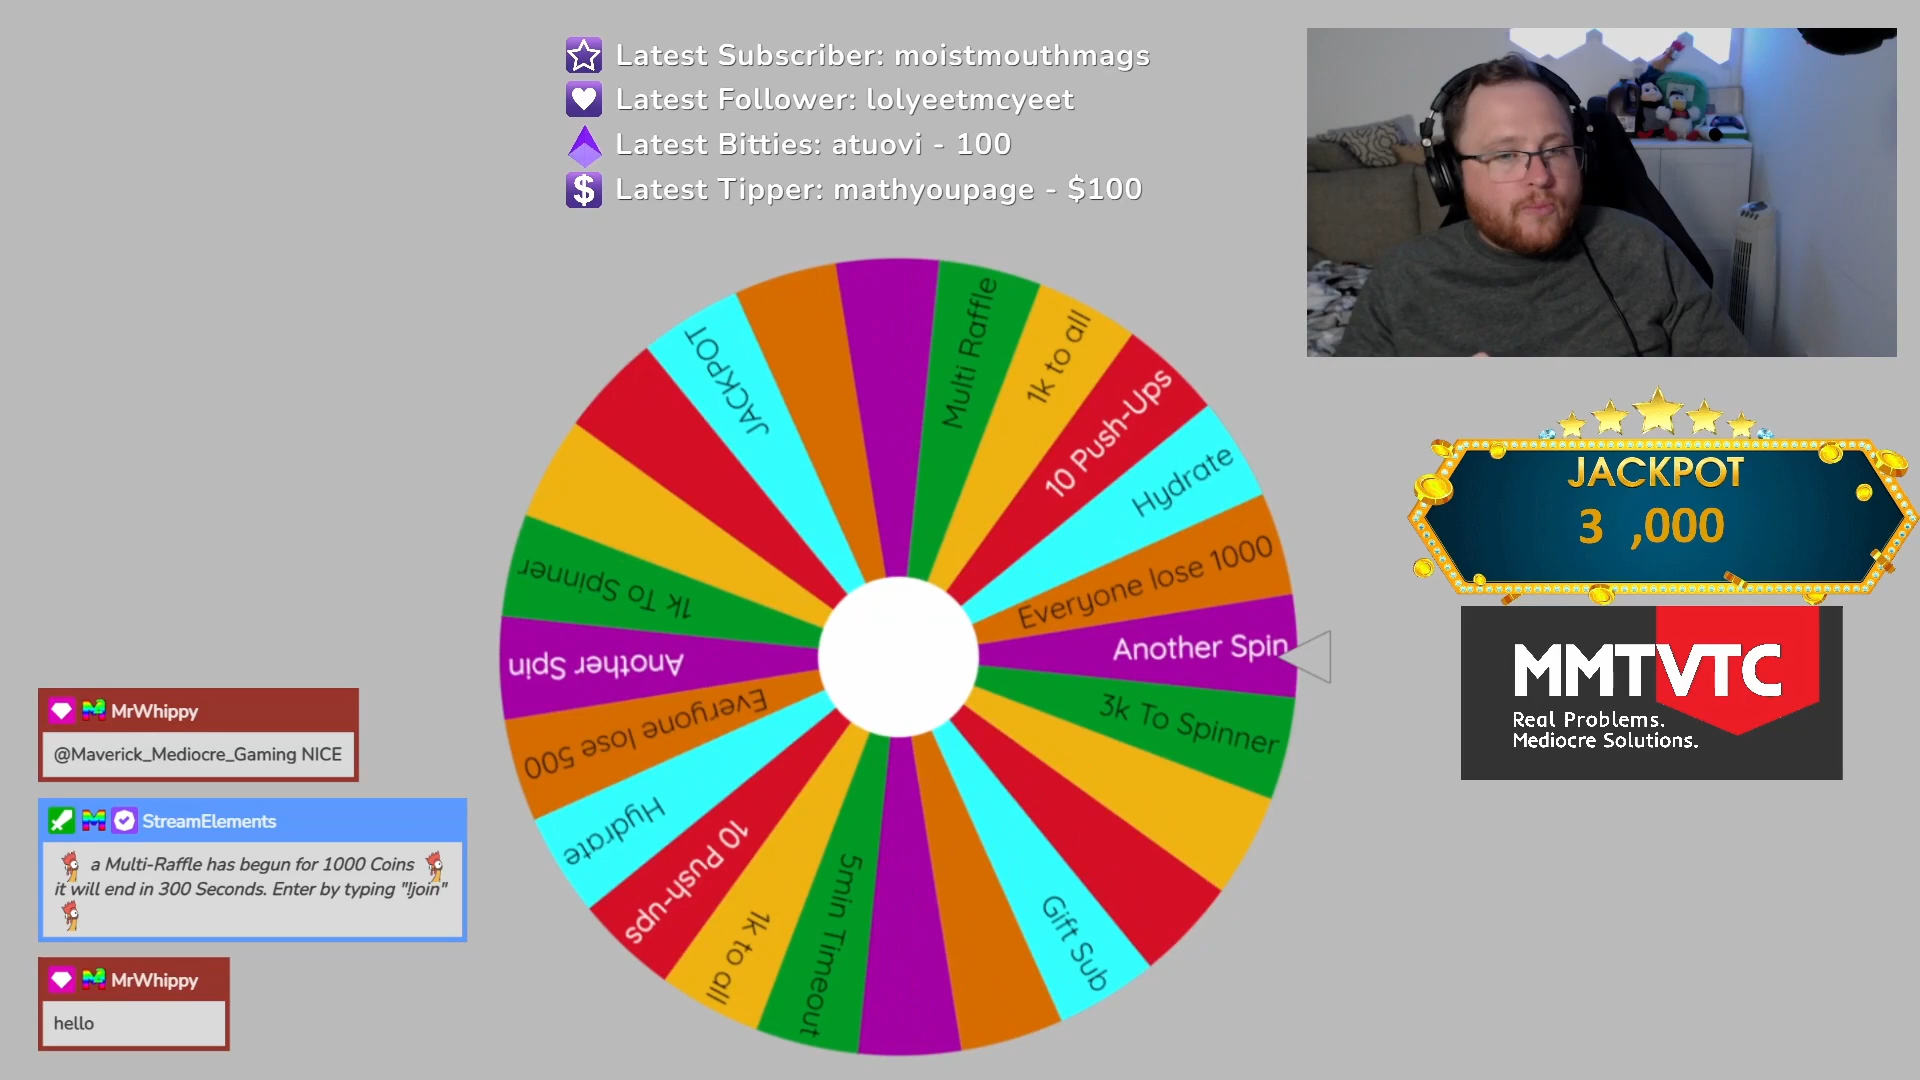 Latest Subscriber: moistmouthmags
Latest Follower: lolyeetmcyeet
Latest Bitties: atuovi - 100
Latest Tipper: mathyoupage - $100
JACKPOT
Multi Raffle
1k to all
10 Push-Ups
Hydrate
Everyone lose 1000
Another Spin
3k To Spinner
Gift Sub
5min Timeout
1k to all
10 Push-ups
Hydrate
Everyone lose 500
Another Spin
1k To Spinner
JACKPOT
3 ,000
MMTVTC
Real Problems.
Mediocre Solutions.
MrWhippy
@Maverick_Mediocre_Gaming NICE
StreamElements
a Multi-Raffle has begun for 1000 Coins
it will end in 300 Seconds. Enter by typing "!join"
MrWhippy
hello